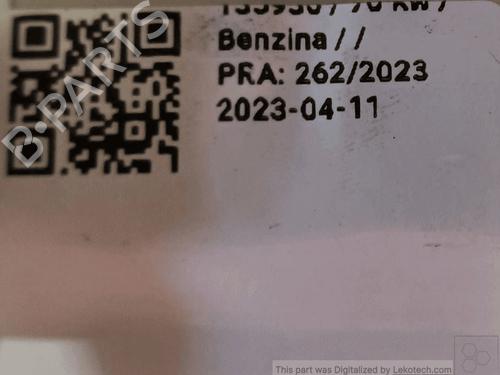 Benzina / /
PRA: 262/2023
2023-04-11
B-PARTS
This part was Digitalized by Lekotech.com